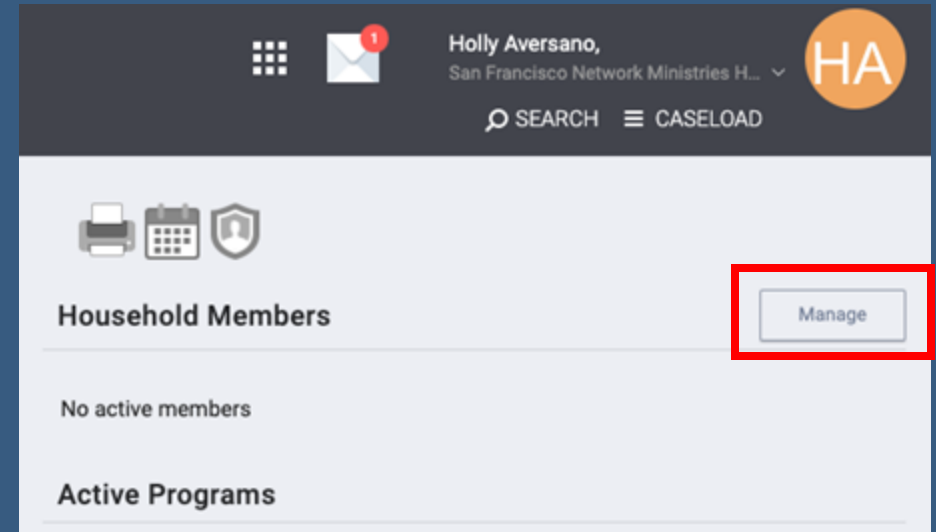 1
Holly Aversano,
San Francisco Network Ministries H...
HA
SEARCH
CASELOAD
Household Members
Manage
No active members
Active Programs